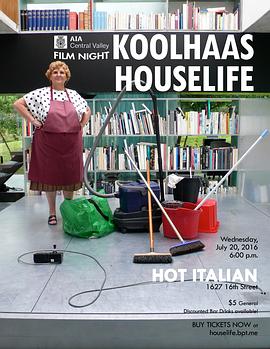 AIA
Central Valley
FILM NIGHT
KOOLHAAS
HOUSELIFE
Wednesday,
July 20, 2016
6:00 p.m.
HOT ITALIAN
1627 16th Street
$5 General
Discounted Bar Drinks available!
BUY TICKETS NOW at
houselife.bpt.me